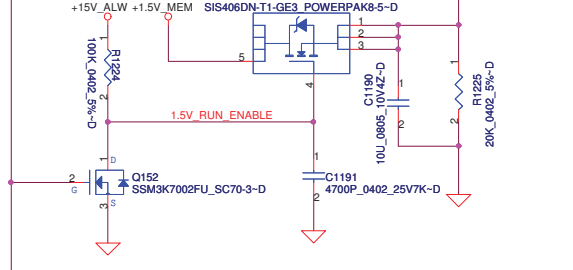 +15V_ALW +1.5V_MEM SIS406DN-T1-GE3_POWERPAK8-5~D
1
2
3
5
4
1
R1224
100K_0402_5%~D
2
1
C1190
10U_0805_10V4Z~D
2
1
R1225
20K_0402_5%~D
2
1.5V_RUN_ENABLE
1 D
2
G
Q152
SSM3K7002FU_SC70-3~D
3 S
1
C1191
4700P_0402_25V7K~D
2